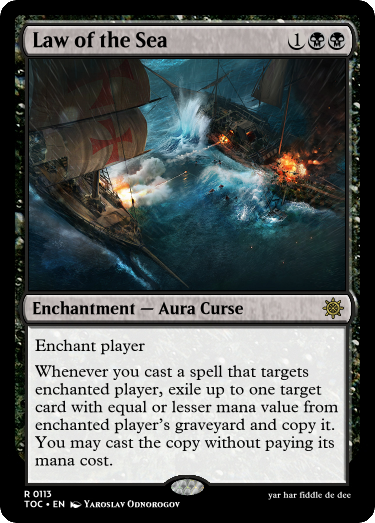 Law of the Sea 1
Enchantment — Aura Curse
Enchant player
Whenever you cast a spell that targets
enchanted player, exile up to one target
card with equal or lesser mana value from
enchanted player's graveyard and copy it.
You may cast the copy without paying its
mana cost.
R 0113
TOC • EN Yaroslav Odnorogov
yar har fiddle de dee